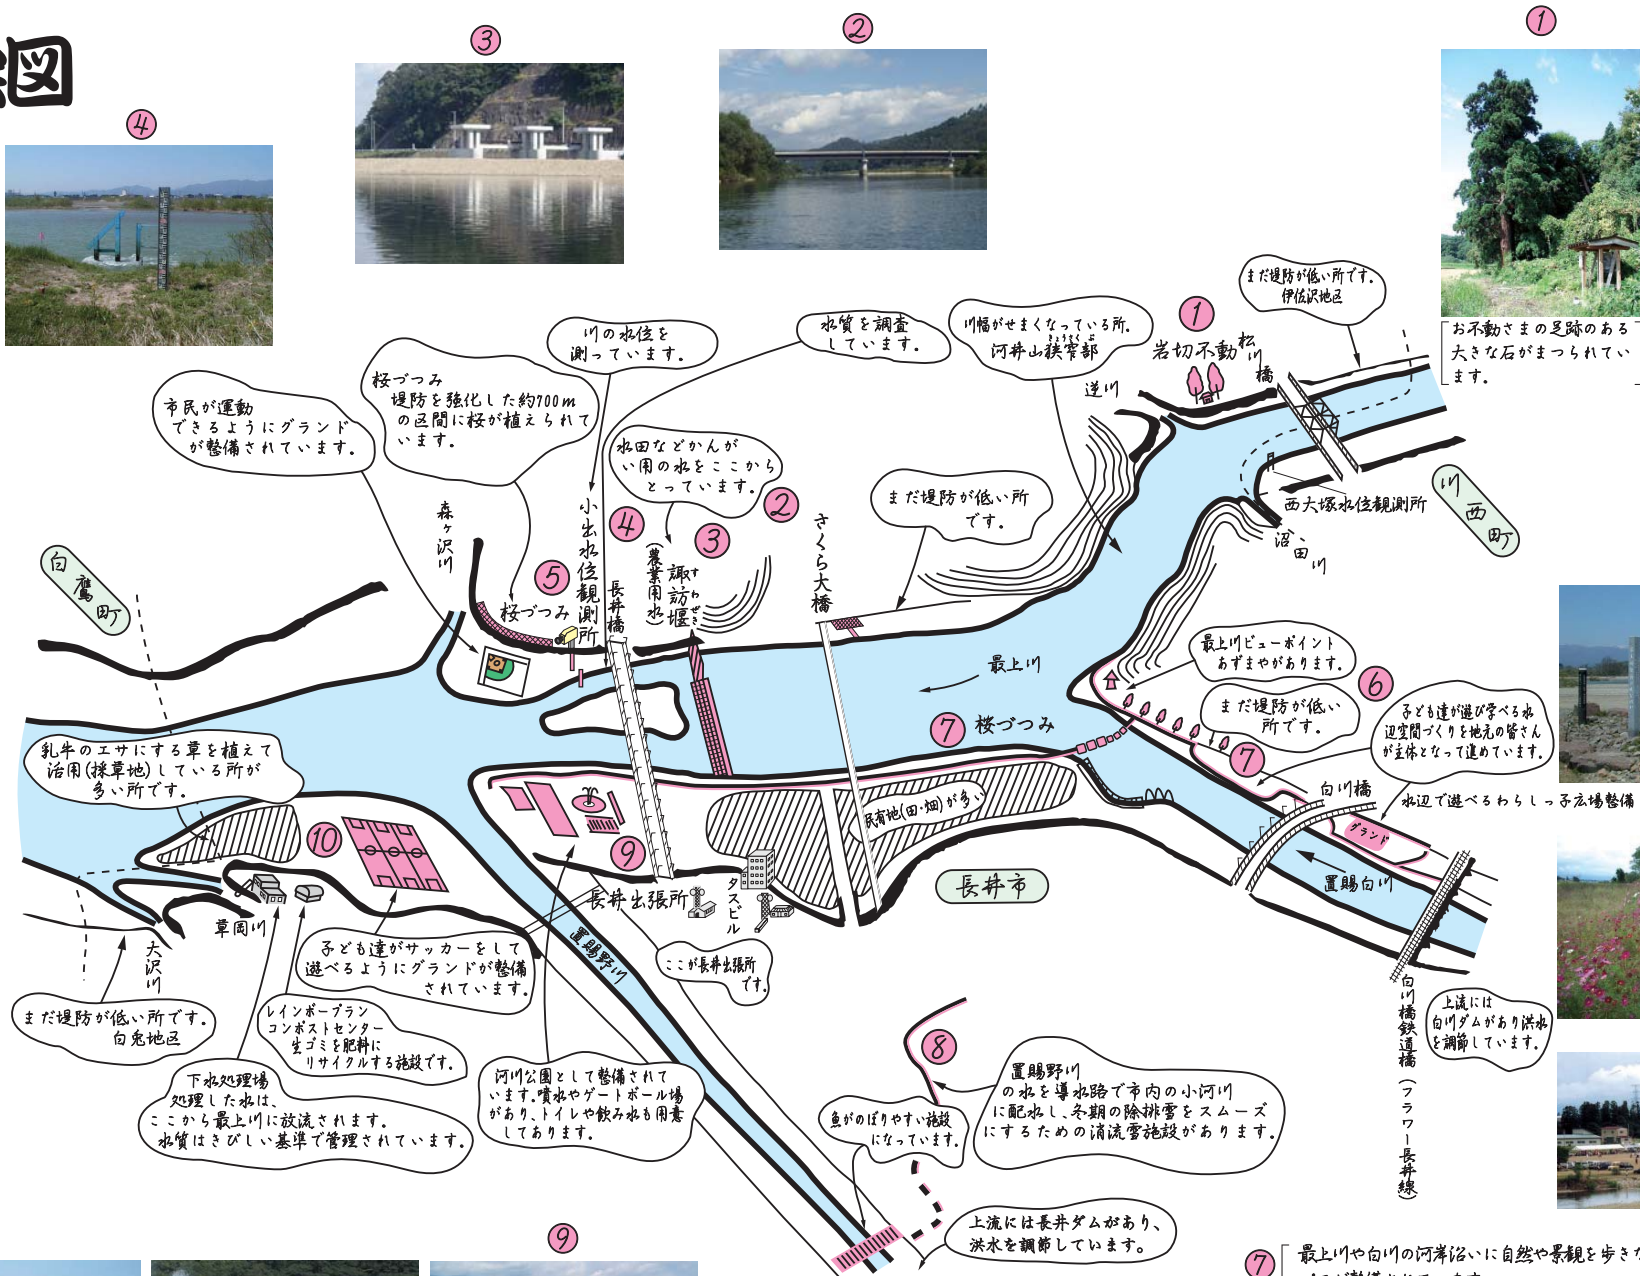 図
④
③
②
①
お不動さまの足跡のある
大きな石がまつられてい
ます。
まだ堤防が低い所です。
伊佐沢地区
川幅がせまくなっている所。
河井山狭窄部
きょうさくぶ
①
岩切不動
松川橋
逆川
水質を調査
しています。
川の水位を
測っています。
桜づつみ
堤防を強化した約700m
の区間に桜が植えられて
います。
市民が運動
できるようにグランド
が整備されています。
水田などかんが
い用の水をここから
とっています。
②
③
④
⑤
まだ堤防が低い所
です。
西大塚水位観測所
川西町
沼田川
さくら大橋
諏訪堰
すわぜき
(農業用水)
長井橋
小出水位観測所
桜づつみ
森ヶ沢川
白鷹町
最上川
最上川ビューポイント
あずまやがあります。
⑥
まだ堤防が低い
所です。
子ども達が遊び学べる水
辺空間づくりを地元の皆さん
が主体となって進めています。
⑦
桜づつみ
⑦
白川橋
水辺で遊べるわらしっ子広場整備
グランド
置賜白川
乳牛のエサにする草を植えて
活用(採草地)している所が
多い所です。
民有地(田・畑)が多い
⑩
⑨
長井市
長井出張所
タスビル
草岡川
大沢川
置賜野川
子ども達がサッカーをして
遊べるようにグランドが整備
されています。
ここが長井出張所
です。
まだ堤防が低い所です。
白兎地区
レインボープラン
コンポストセンター
生ゴミを肥料に
リサイクルする施設です。
下水処理場
処理した水は、
ここから最上川に放流されます。
水質はきびしい基準で管理されています。
河川公園として整備されて
います。噴水やゲートボール場
があり、トイレや飲み水も用意
してあります。
⑧
置賜野川
の水を導水路で市内の小河川
に配水し、冬期の除排雪をスムーズ
にするための消流雪施設があります。
魚がのぼりやすい施設
になっています。
白川橋鉄道橋(フラワー長井線)
上流には
白川ダムがあり洪水
を調節しています。
上流には長井ダムがあり、
洪水を調節しています。
⑨
⑦
最上川や白川の河岸沿いに自然や景観を歩き